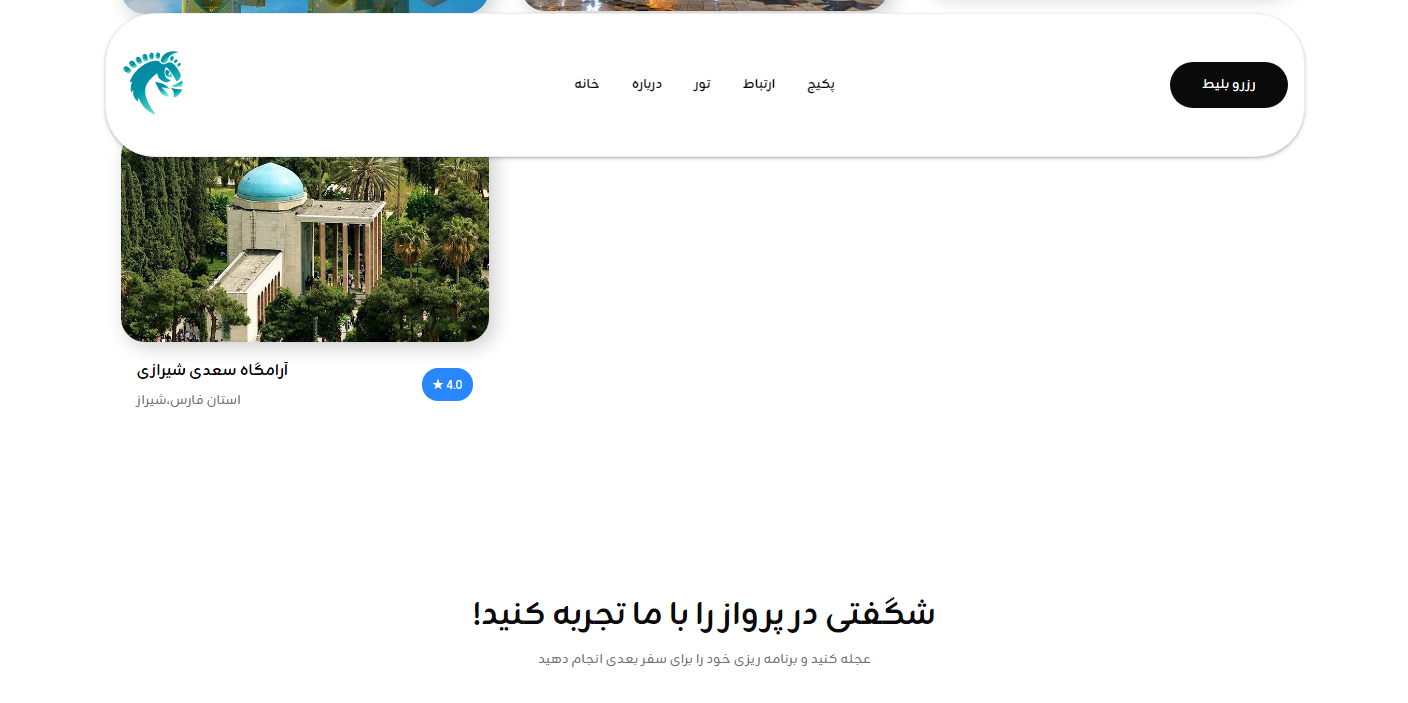 خانه
درباره
تور
ارتباط
پکیج
رزرو بلیط
آرامگاه سعدی شیرازی
استان فارس،شیراز
★ 4.0
شگفتی در پرواز را با ما تجربه کنید!
عجله کنید و برنامه ریزی خود را برای سفر بعدی انجام دهید